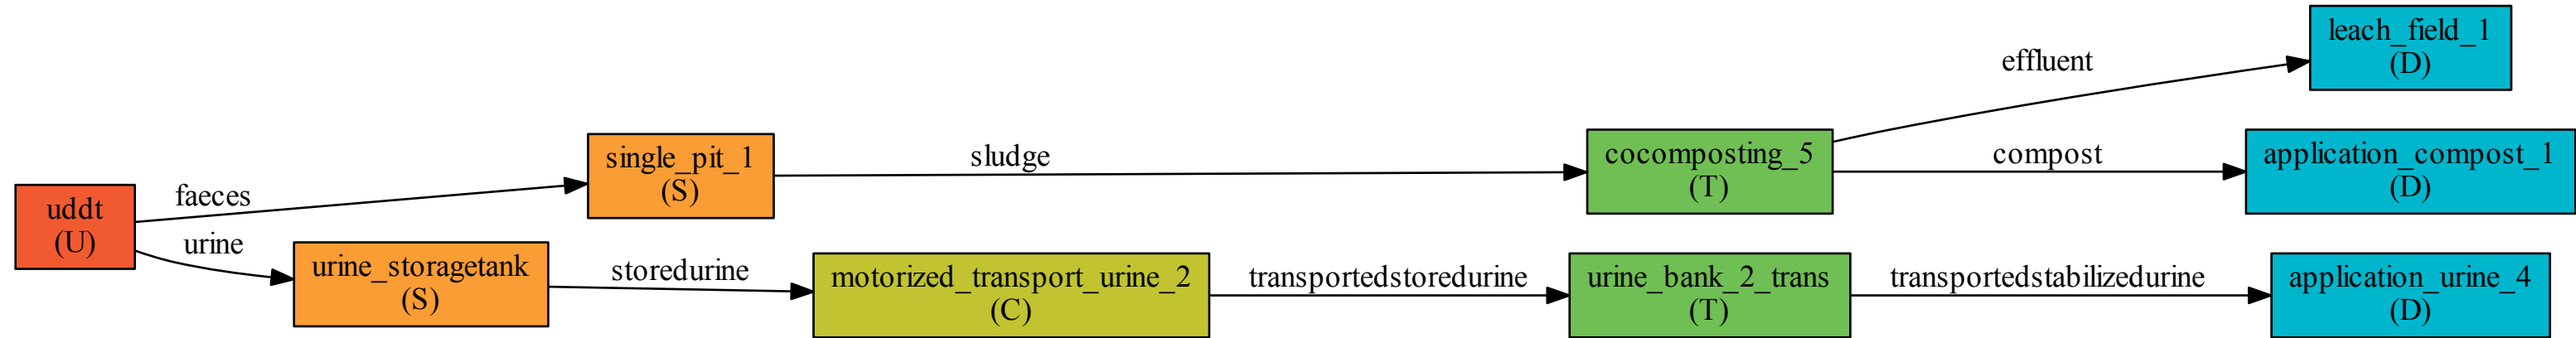 leach_field_1
(D)
effluent
single_pit_1
(S)
sludge
cocomposting_5
(T)
compost
application_compost_1
(D)
uddt
(U)
faeces
urine
urine_storagetank
(S)
storedurine
motorized_transport_urine_2
(C)
transportedstoredurine
urine_bank_2_trans
(T)
transportedstabilizedurine
application_urine_4
(D)